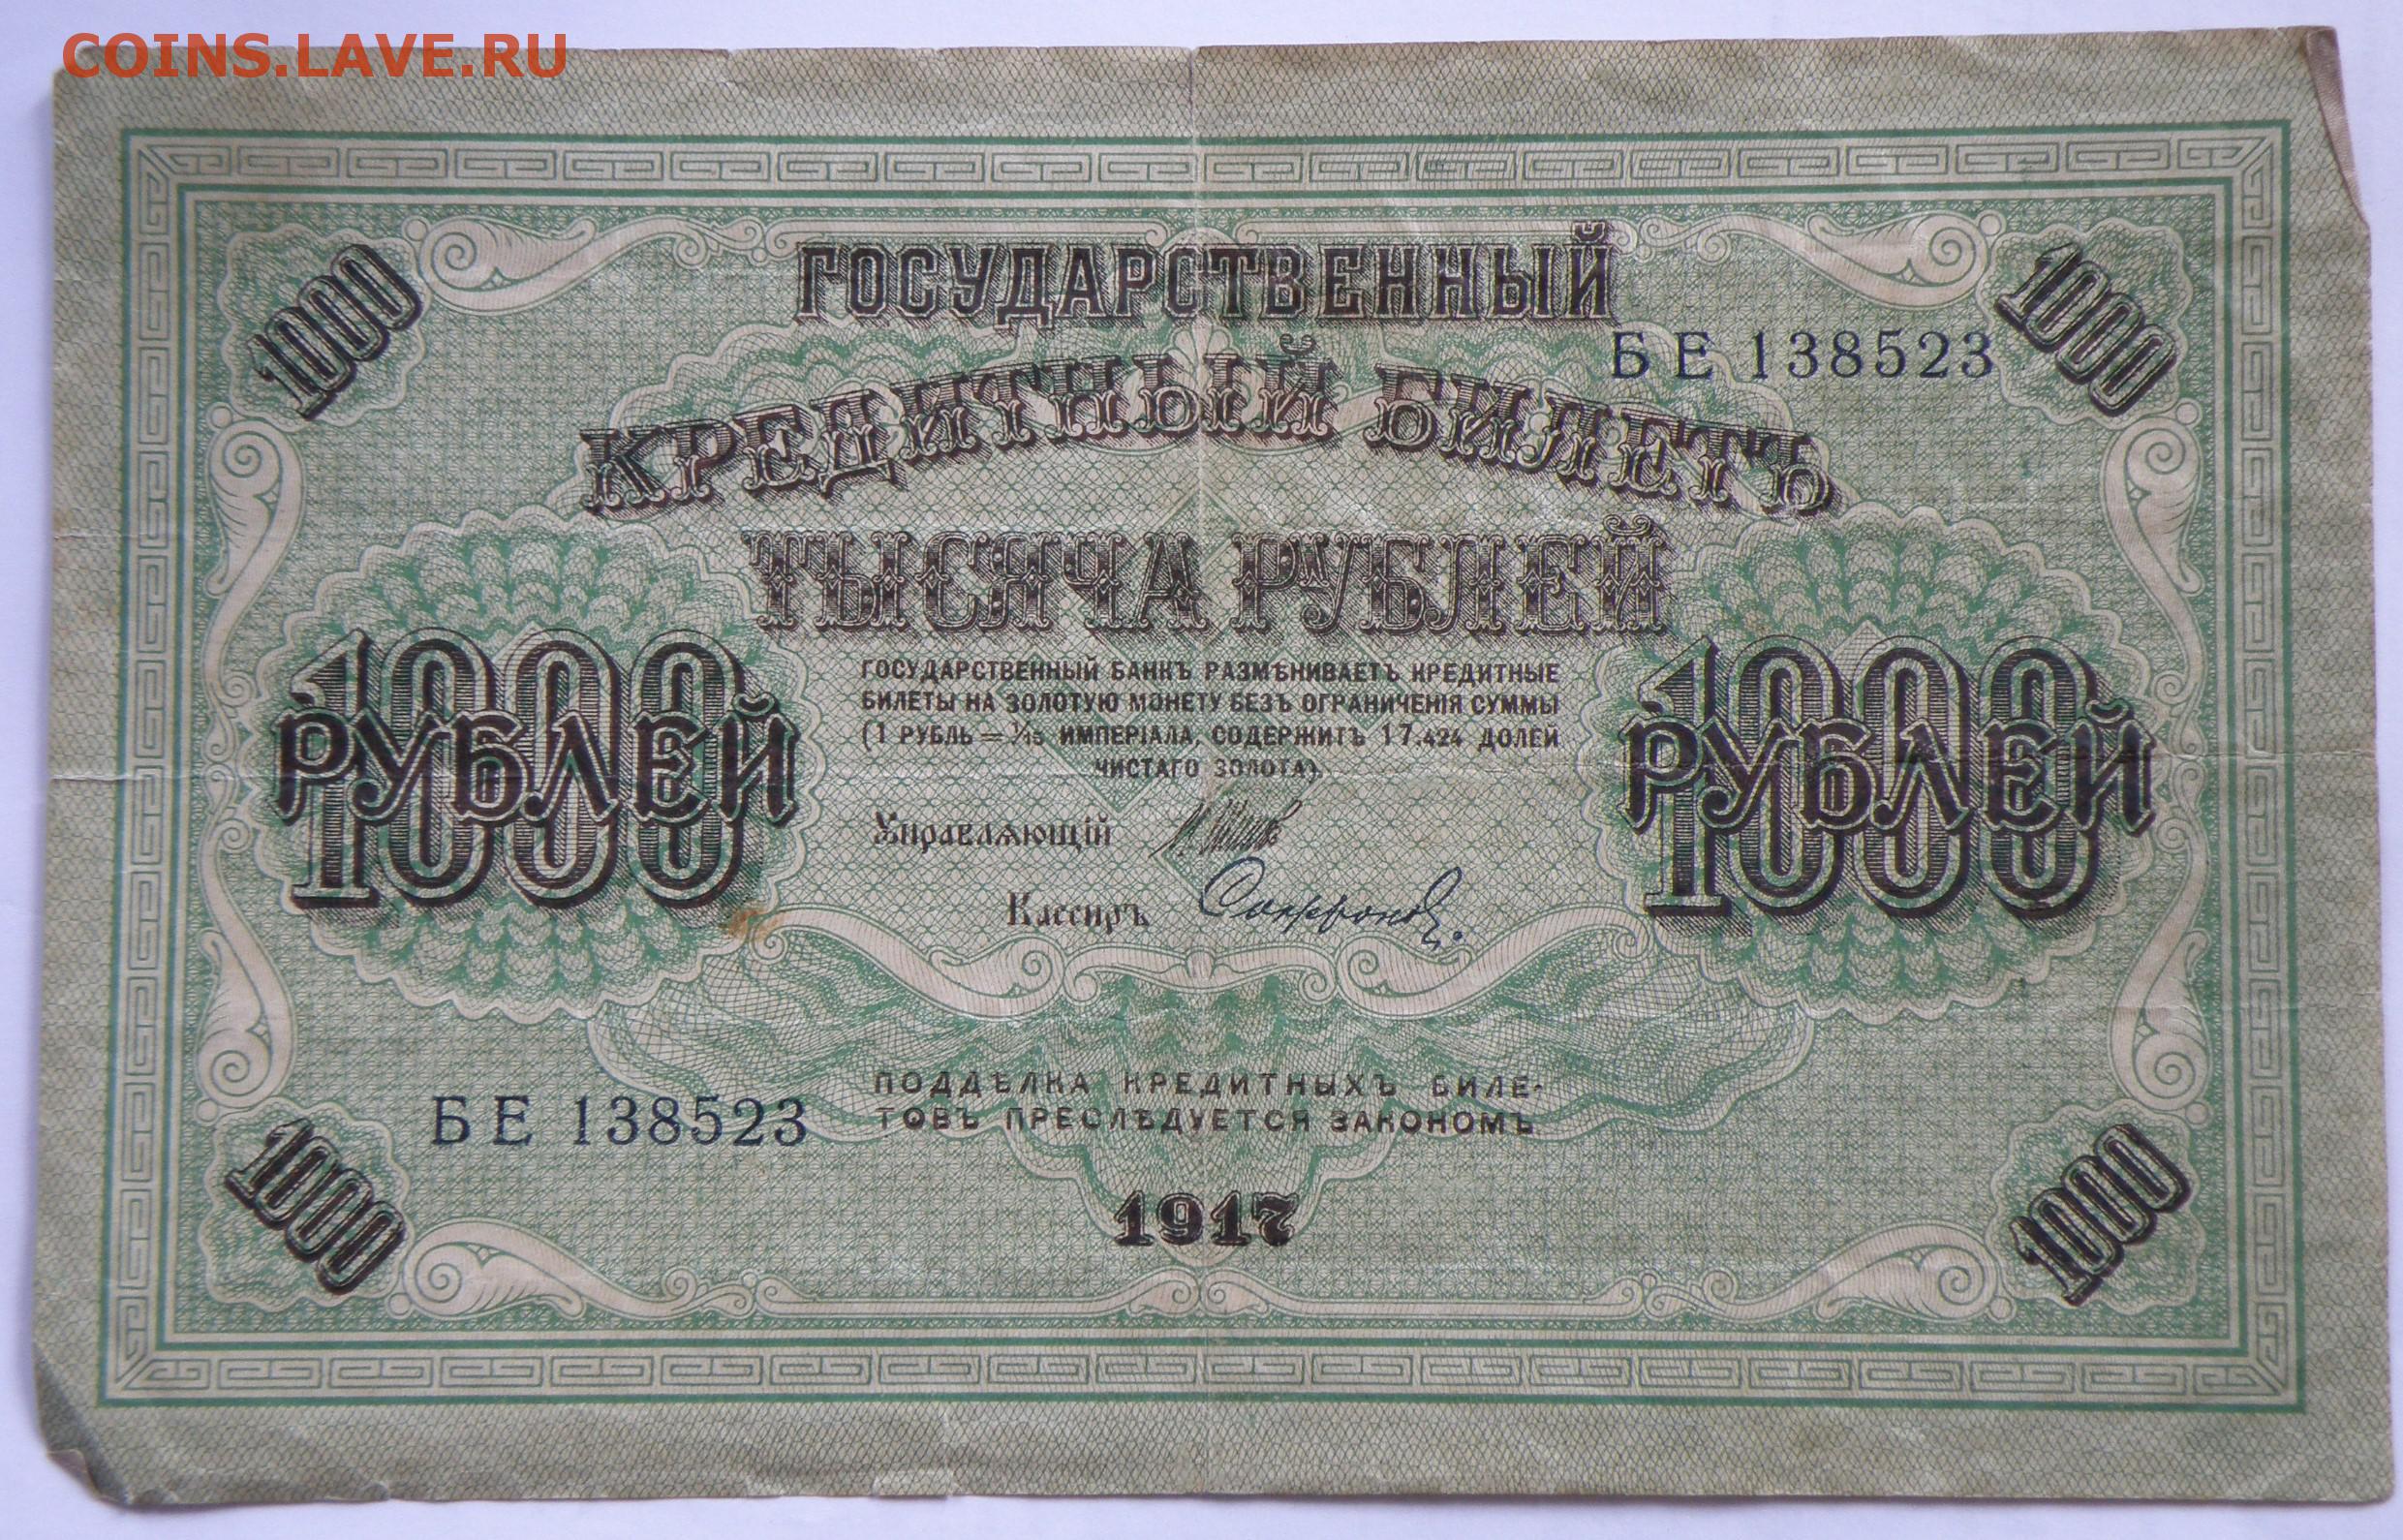 COINS.LAVE.RU
1000
ГОСУДАРСТВЕННЫЙ
1000
БЕ 138523
КРЕДИТНЫЙ БИЛЕТЪ
ТЫСЯЧА РУБЛЕЙ
1000
РУБЛЕЙ
1000
РУБЛЕЙ
ГОСУДАРСТВЕННЫЙ БАНКЪ РАЗМѢНИВАЕТЪ КРЕДИТНЫЕ
БИЛЕТЫ НА ЗОЛОТУЮ МОНЕТУ БЕЗЪ ОГРАНИЧЕНІЯ СУММЫ
(1 РУБЛЬ = 1/15 ИМПЕРІАЛА, СОДЕРЖИТЪ 17,424 ДОЛЕЙ
ЧИСТАГО ЗОЛОТА).
Управляющій
Кассиръ
БЕ 138523
ПОДДѢЛКА КРЕДИТНЫХЪ БИЛЕ-
ТОВЪ ПРЕСЛѢДУЕТСЯ ЗАКОНОМЪ.
1000
1917
1000